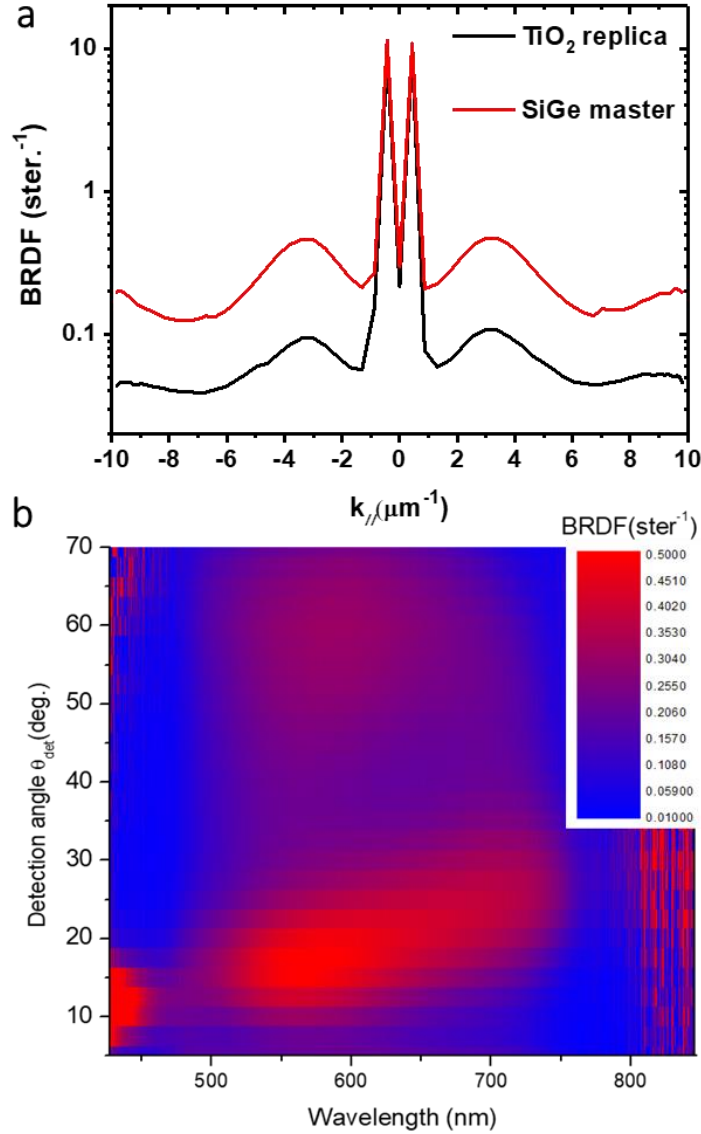 a
TiO₂ replica
SiGe master
BRDF (ster.⁻¹)
10
1
0.1
-10 -8 -6 -4 -2 0 2 4 6 8 10
k//(μm⁻¹)
b
BRDF(ster⁻¹)
0.5000
0.4510
0.4020
0.3530
0.3040
0.2550
0.2060
0.1570
0.1080
0.05900
0.01000
Detection angle θdet(deg.)
70
60
50
40
30
20
10
500 600 700 800
Wavelength (nm)